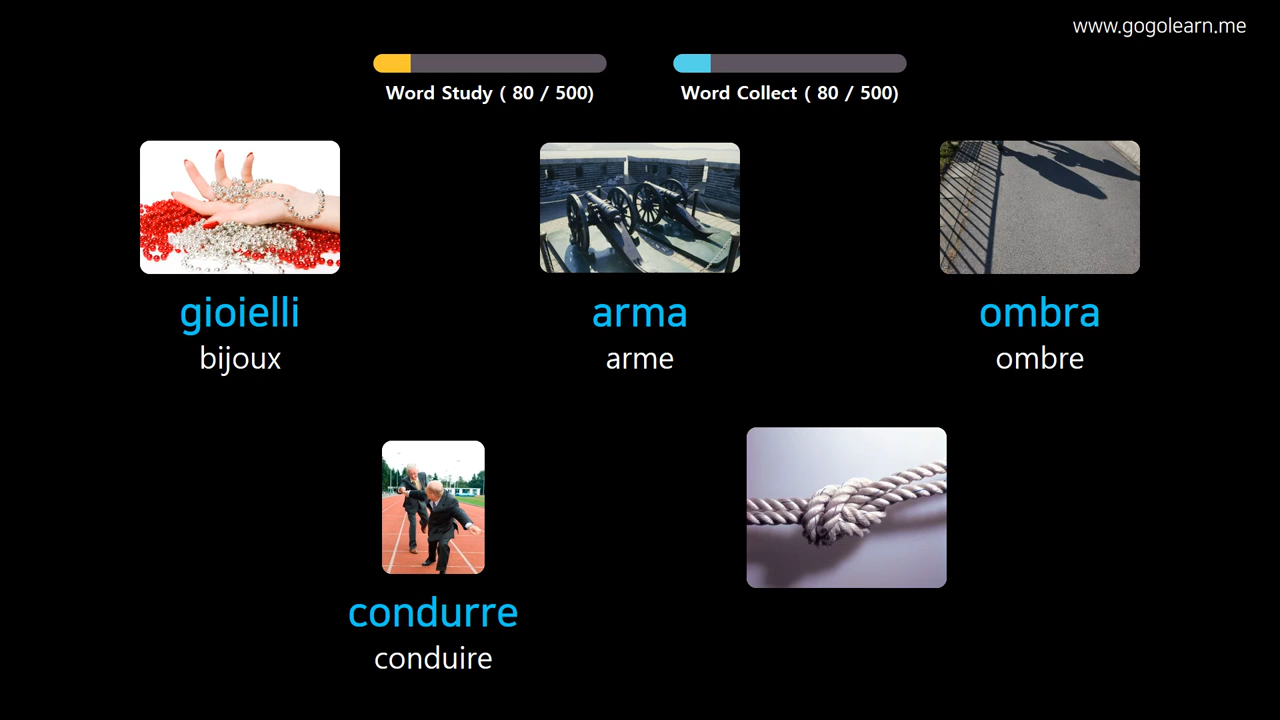 www.gogolearn.me
Word Study ( 80 / 500)
Word Collect ( 80 / 500)
gioielli
bijoux
arma
arme
ombra
ombre
condurre
conduire